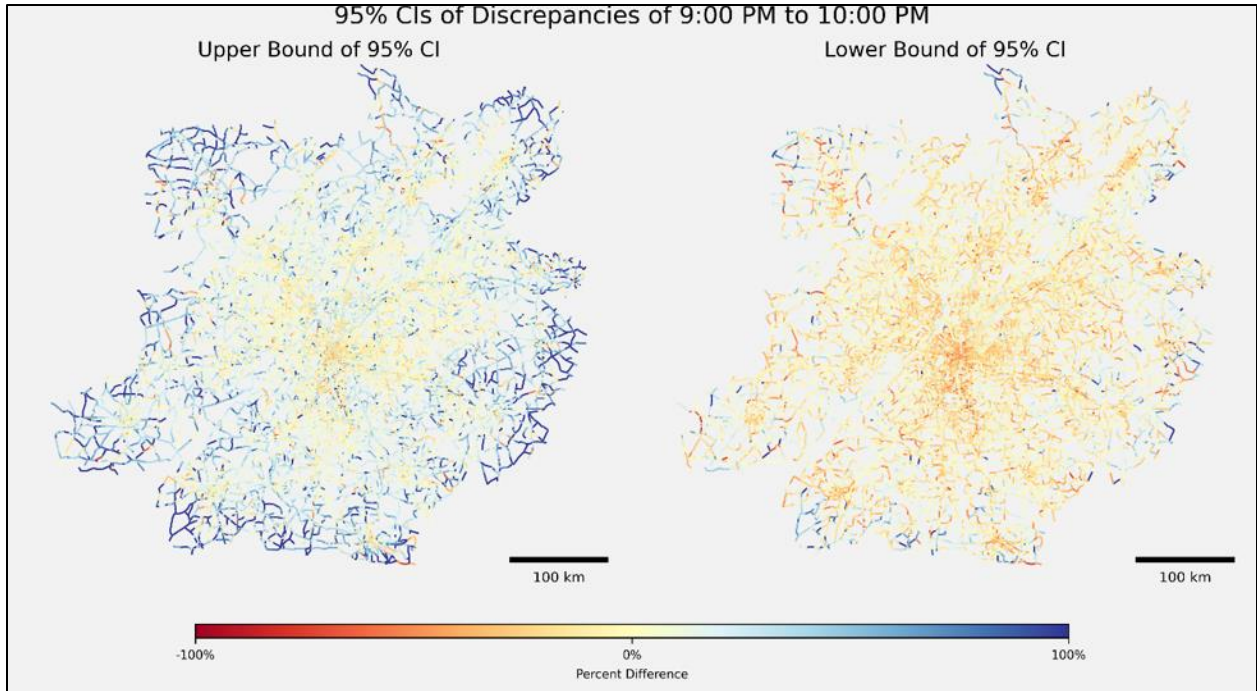 95% CIs of Discrepancies of 9:00 PM to 10:00 PM
Upper Bound of 95% CI
Lower Bound of 95% CI
100 km
100 km
-100%
0%
100%
Percent Difference